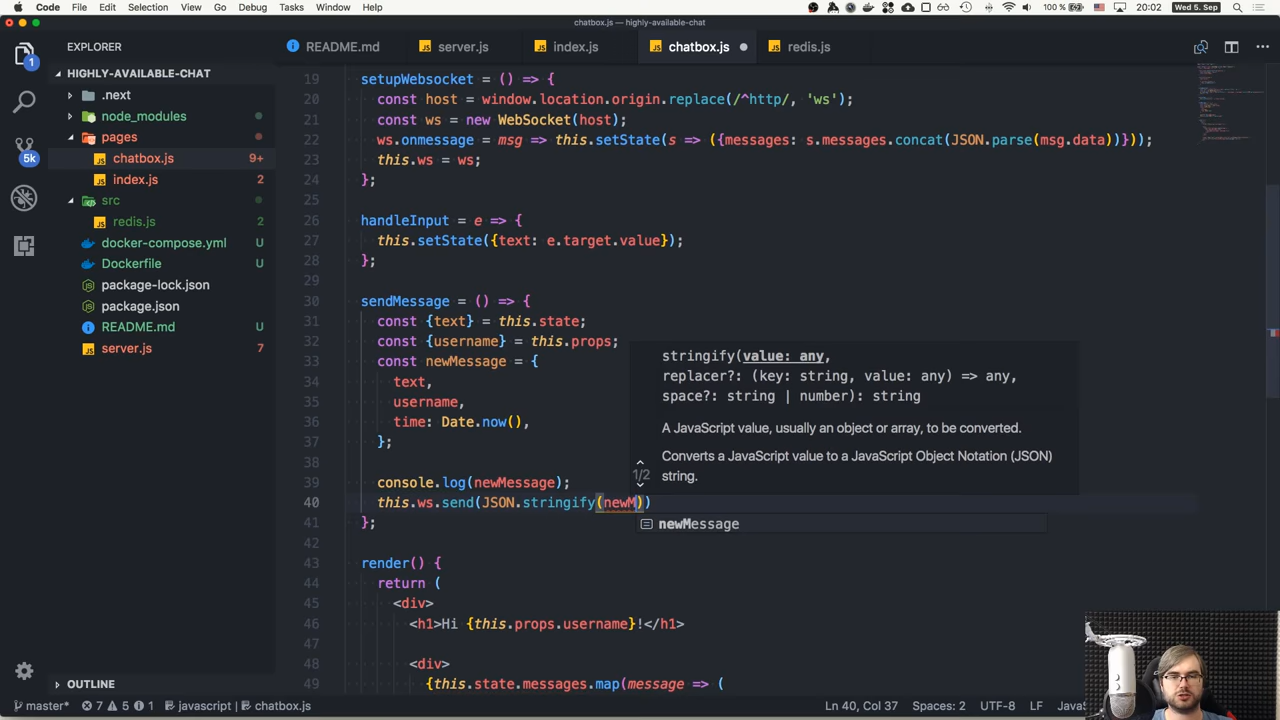 Code File Edit Selection View Go Debug Tasks Window Help 100 % 20:02 Wed 5. Sep
chatbox.js — highly-available-chat
EXPLORER
README.md
server.js
index.js
chatbox.js
redis.js
HIGHLY-AVAILABLE-CHAT
.next
node_modules
pages
chatbox.js 9+
index.js 2
src
redis.js 2
docker-compose.yml U
Dockerfile U
package-lock.json
package.json
README.md U
server.js 7
OUTLINE
1
5k
19 setupWebsocket = () => {
20 const host = window.location.origin.replace(/^http/, 'ws');
21 const ws = new WebSocket(host);
22 ws.onmessage = msg => this.setState(s => ({messages: s.messages.concat(JSON.parse(msg.data))}));
23 this.ws = ws;
24 };
25
26 handleInput = e => {
27 this.setState({text: e.target.value});
28 };
29
30 sendMessage = () => {
31 const {text} = this.state;
32 const {username} = this.props;
33 const newMessage = {
34 text,
35 username,
36 time: Date.now(),
37 };
38
39 console.log(newMessage);
40 this.ws.send(JSON.stringify(newM))
41 };
42
43 render() {
44 return (
45 <div>
46 <h1>Hi {this.props.username}!</h1>
47
48 <div>
49 {this.state.messages.map(message => (
stringify(value: any,
replacer?: (key: string, value: any) => any,
space?: string | number): string
A JavaScript value, usually an object or array, to be converted.
Converts a JavaScript value to a JavaScript Object Notation (JSON)
string.
1/2
newMessage
master* 7 5 1 javascript chatbox.js Ln 40, Col 37 Spaces: 2 UTF-8 LF